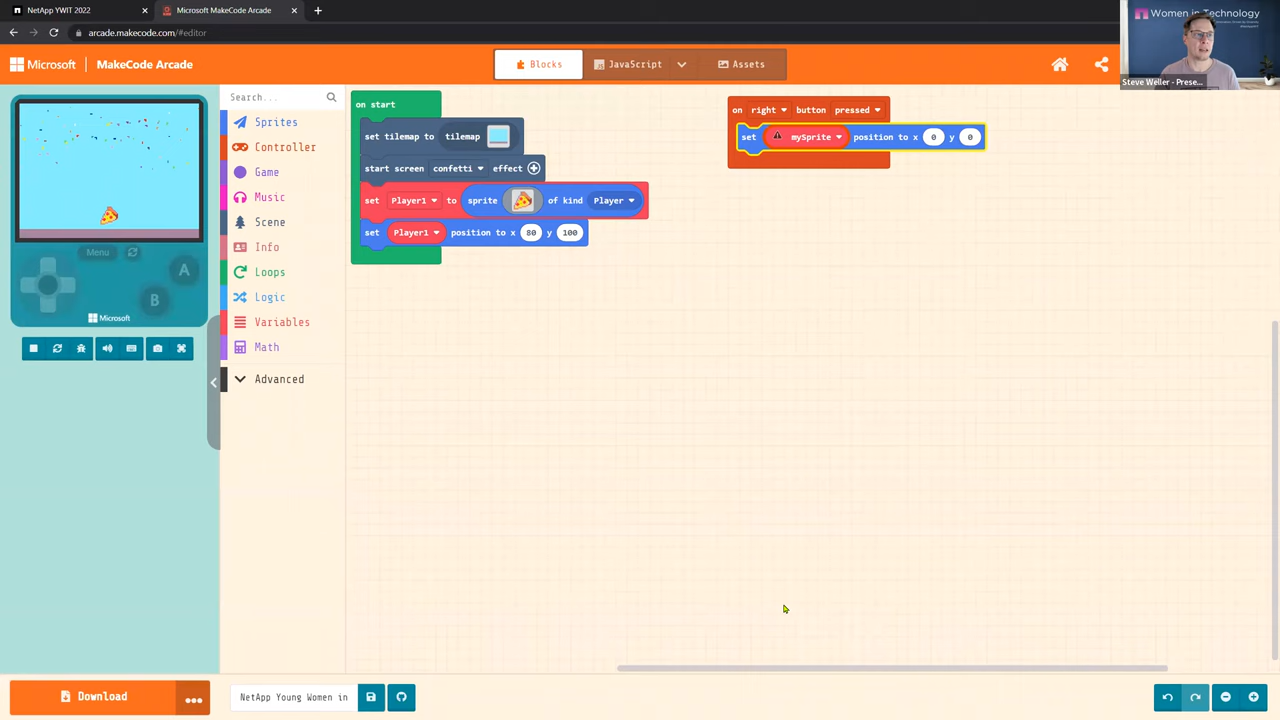 NetApp YWIT 2022
Microsoft MakeCode Arcade
arcade.makecode.com/#editor
Women in Technology
Steve Weller - Prese...
Microsoft
MakeCode Arcade
Blocks
JavaScript
Assets
Search...
Sprites
Controller
Game
Music
Scene
Info
Loops
Logic
Variables
Math
Advanced
Menu
A
B
Microsoft
on start
set tilemap to tilemap
start screen confetti effect
set Player1 to sprite of kind Player
set Player1 position to x 80 y 100
on right button pressed
set mySprite position to x 0 y 0
Download
NetApp Young Women in